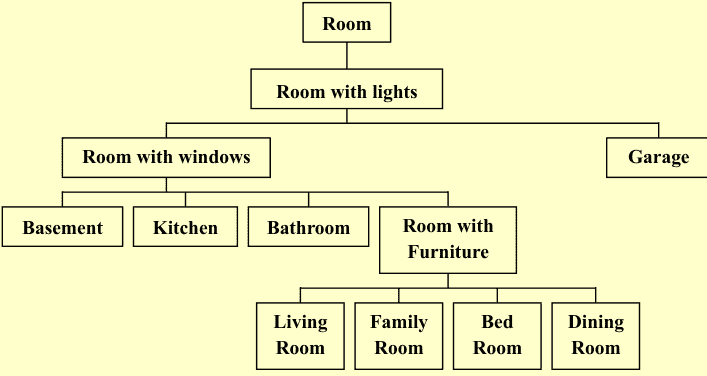 Room
Room with lights
Room with windows
Garage
Basement
Kitchen
Bathroom
Room with
Furniture
Living
Room
Family
Room
Bed
Room
Dining
Room